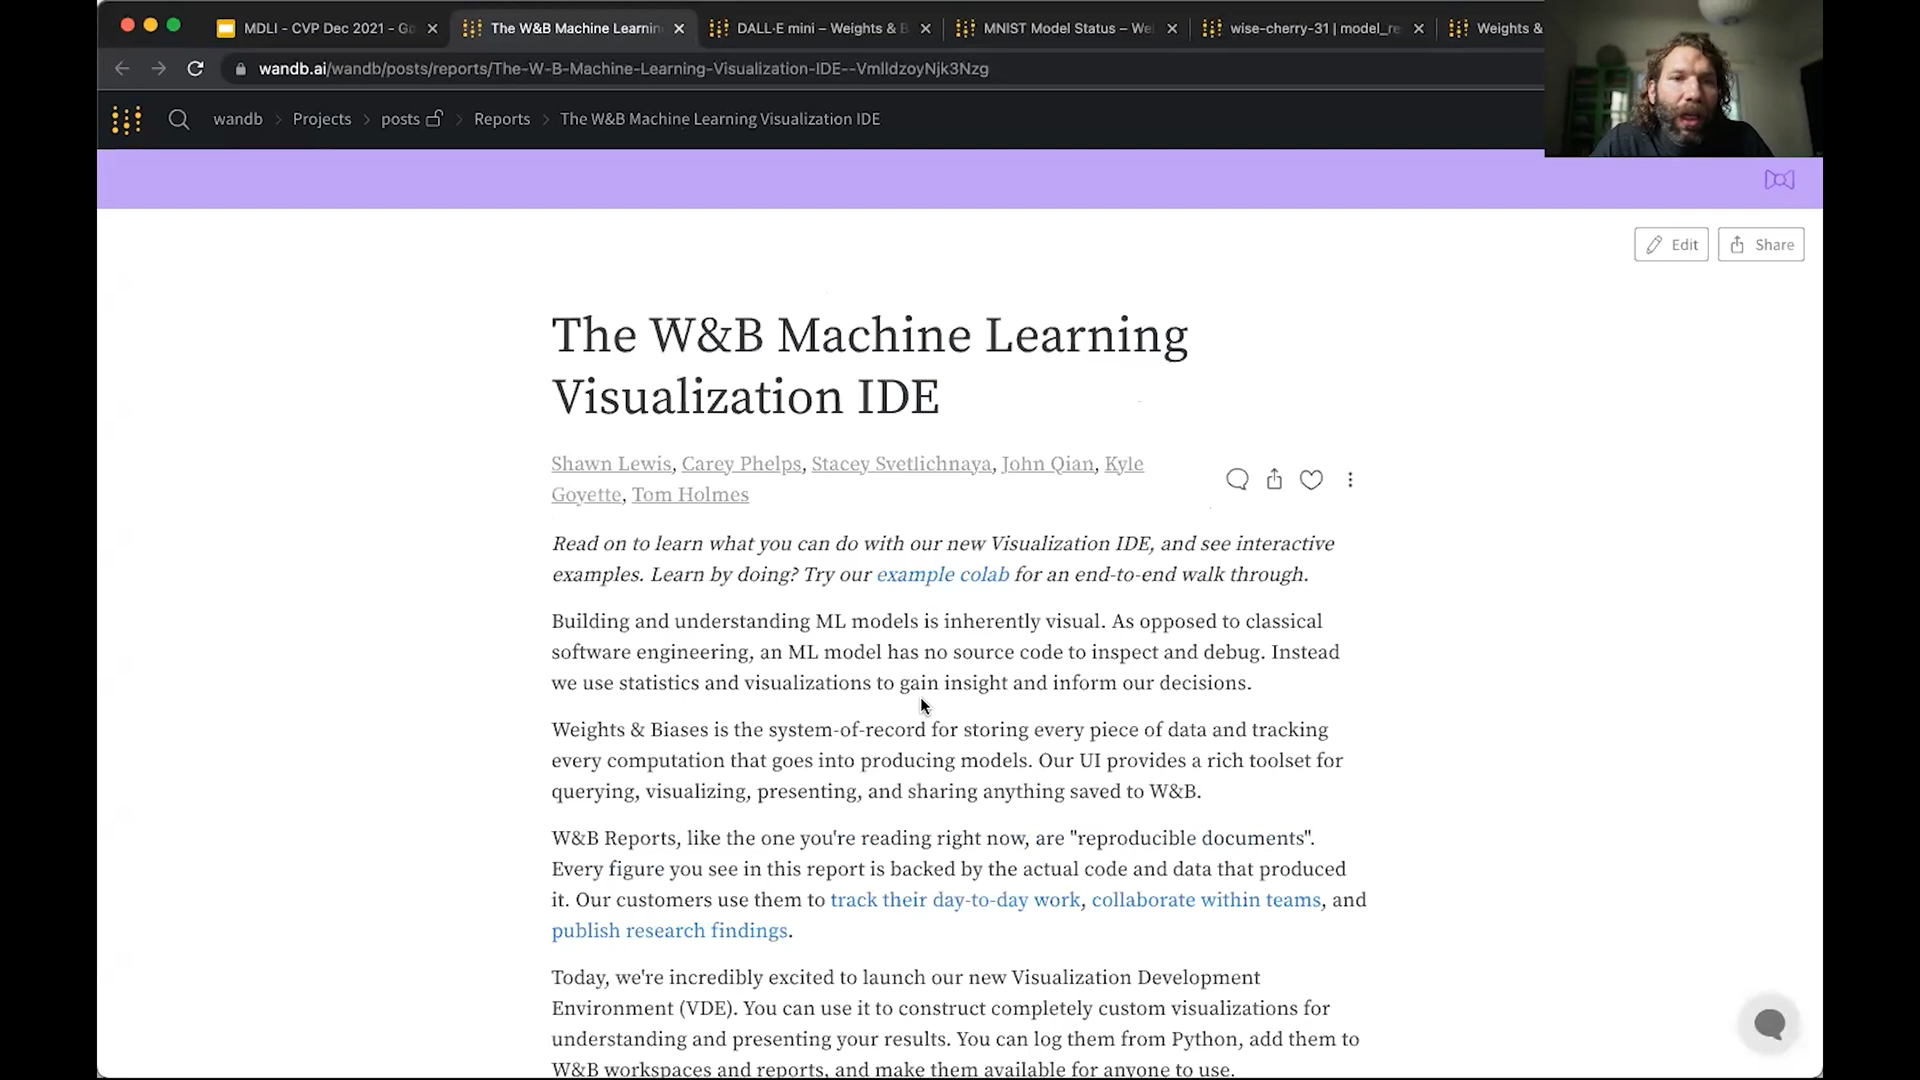 MDLI - CVP Dec 2021 - Go
The W&B Machine Learnin
DALL·E mini – Weights & B
MNIST Model Status – We
wise-cherry-31 | model_re
Weights &
wandb.ai/wandb/posts/reports/The-W-B-Machine-Learning-Visualization-IDE--VmlldzoyNjk3Nzg
wandb > Projects > posts > Reports > The W&B Machine Learning Visualization IDE
Edit
Share
The W&B Machine Learning
Visualization IDE
Shawn Lewis, Carey Phelps, Stacey Svetlichnaya, John Qian, Kyle
Goyette, Tom Holmes
Read on to learn what you can do with our new Visualization IDE, and see interactive
examples. Learn by doing? Try our example colab for an end-to-end walk through.
Building and understanding ML models is inherently visual. As opposed to classical
software engineering, an ML model has no source code to inspect and debug. Instead
we use statistics and visualizations to gain insight and inform our decisions.
Weights & Biases is the system-of-record for storing every piece of data and tracking
every computation that goes into producing models. Our UI provides a rich toolset for
querying, visualizing, presenting, and sharing anything saved to W&B.
W&B Reports, like the one you're reading right now, are "reproducible documents".
Every figure you see in this report is backed by the actual code and data that produced
it. Our customers use them to track their day-to-day work, collaborate within teams, and
publish research findings.
Today, we're incredibly excited to launch our new Visualization Development
Environment (VDE). You can use it to construct completely custom visualizations for
understanding and presenting your results. You can log them from Python, add them to
W&B workspaces and reports, and make them available for anyone to use.